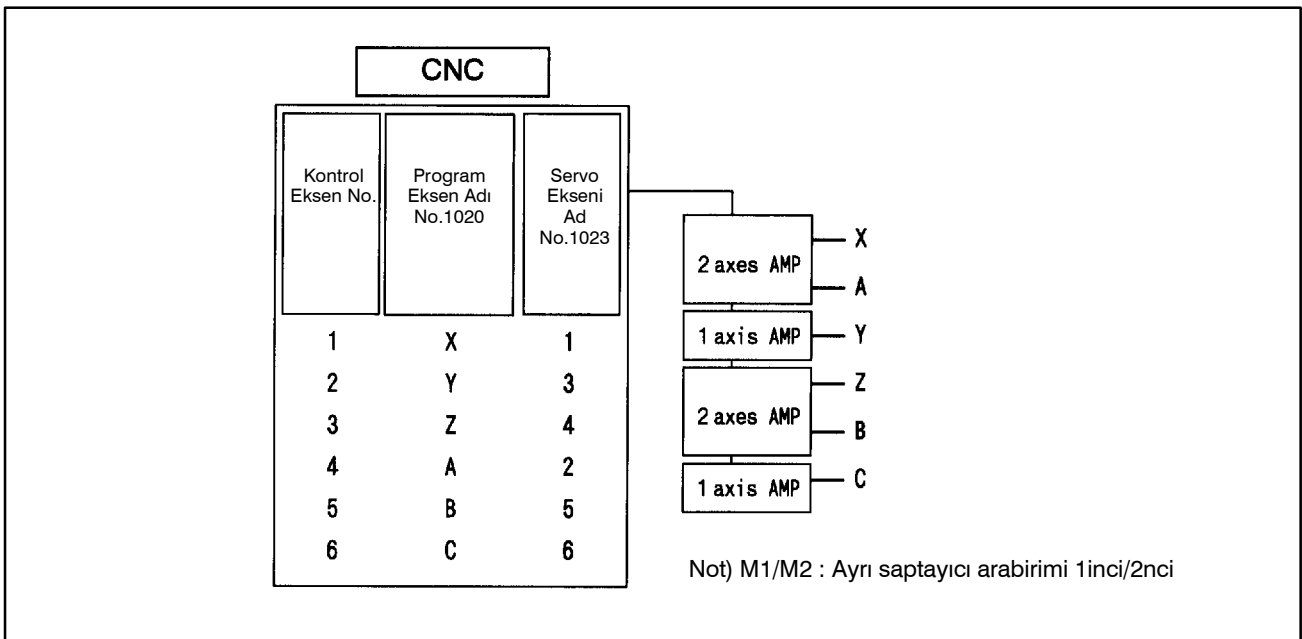 CNC
Kontrol
Eksen No.
Program
Eksen Adı
No.1020
Servo
Ekseni
Ad
No.1023
1 X 1
2 Y 3
3 Z 4
4 A 2
5 B 5
6 C 6
2 axes AMP
X
A
1 axis AMP
Y
2 axes AMP
Z
B
1 axis AMP
C
Not) M1/M2 : Ayrı saptayıcı arabirimi 1inci/2nci